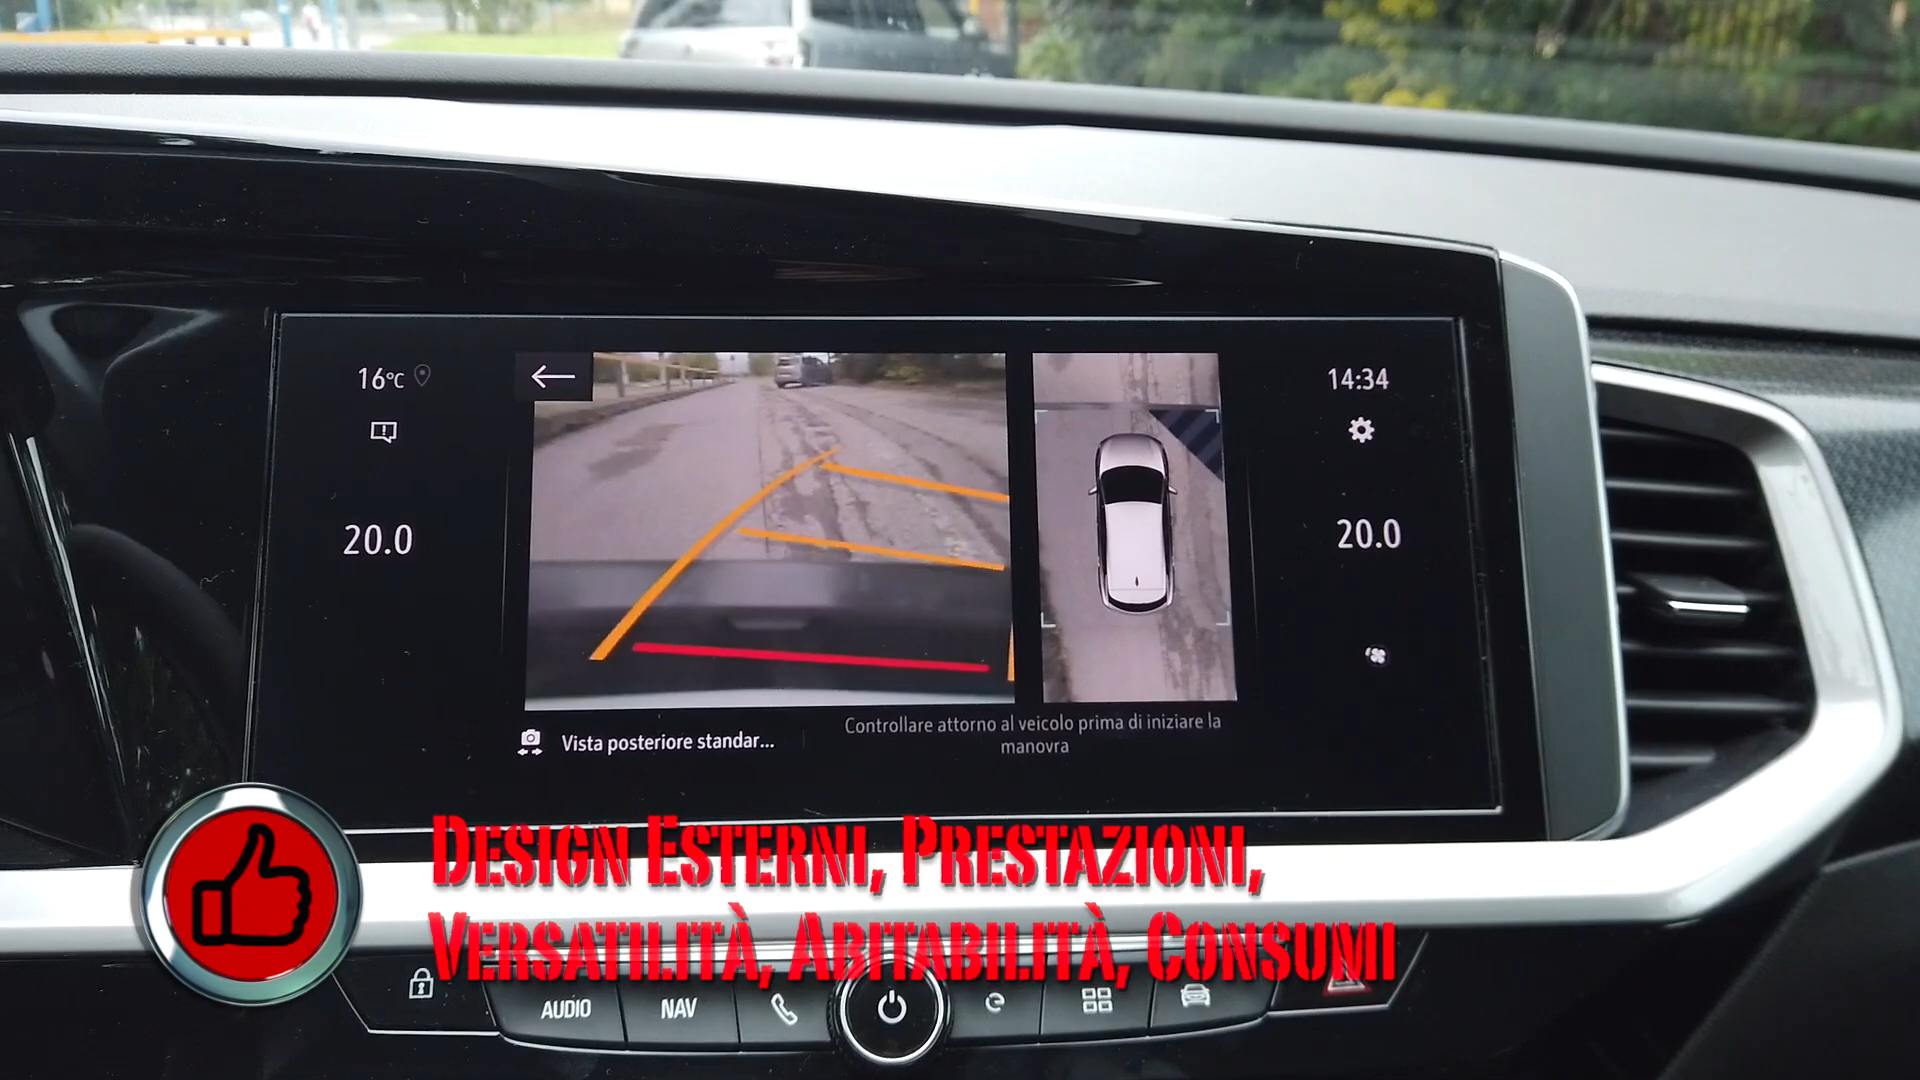 16°C
14:34
20.0
20.0
Vista posteriore standar...
Controllare attorno al veicolo prima di iniziare la
manovra
Design Esterni, Prestazioni,
Versatilità, Abitabilità, Consumi
AUDIO
NAV